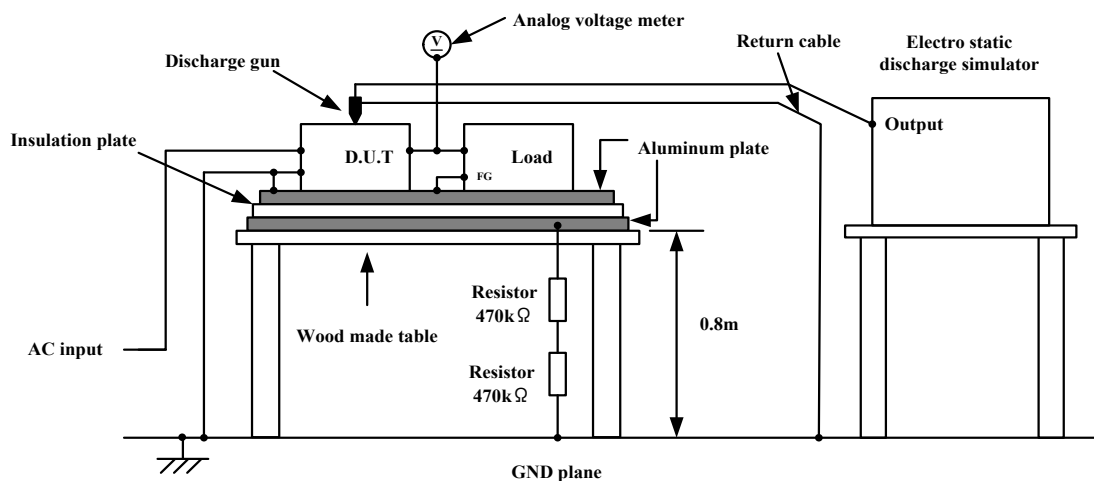 Analog voltage meter
V
Return cable
Electro static
discharge simulator
Discharge gun
Output
Insulation plate
D.U.T
Load
Aluminum plate
FG
Resistor
470kΩ
0.8m
Wood made table
AC input
Resistor
470kΩ
GND plane